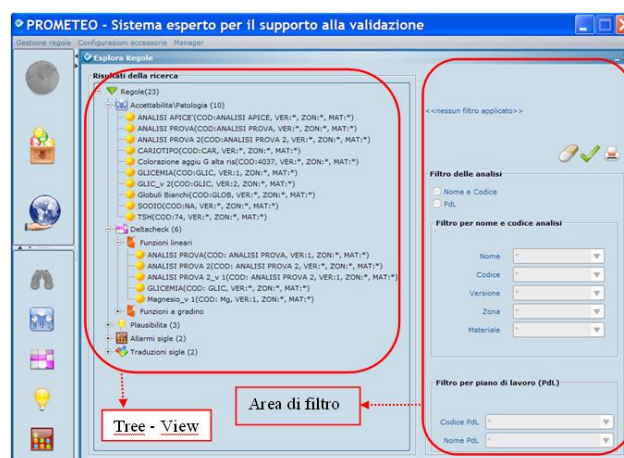 PROMETEO - Sistema esperto per il supporto alla validazione
Gestione regole Configurazioni accessorie Manager
Esplora Regole
Risultati della ricerca
Regole(23)
Accettabilita\Patologia (10)
ANALISI APICE'(COD:ANALISI APICE, VER:*, ZON:*, MAT:*)
ANALISI PROVA(COD:ANALISI PROVA, VER:*, ZON:*, MAT:*)
ANALISI PROVA 2(COD:ANALISI PROVA 2, VER:*, ZON:*, MAT:*)
CARIOTIPO(COD:CAR, VER:*, ZON:*, MAT:*)
Colorazione aggiu G alta ris(COD:4037, VER:*, ZON:*, MAT:*)
GLICEMIA(COD:GLIC, VER:1, ZON:*, MAT:*)
GLIC_v 2(COD:GLIC, VER:2, ZON:*, MAT:*)
Globuli Bianchi(COD:GLOB, VER:*, ZON:*, MAT:*)
SODIO(COD:NA, VER:*, ZON:*, MAT:*)
TSH(COD:74, VER:*, ZON:*, MAT:*)
Deltacheck (6)
Funzioni lineari
ANALISI PROVA(COD: ANALISI PROVA, VER:1, ZON:*, MAT:*)
ANALISI PROVA 2(COD: ANALISI PROVA 2, VER:*, ZON:*, MAT:*)
ANALISI PROVA 2_v 1(COD: ANALISI PROVA 2, VER:1, ZON:*, MAT:*)
GLICEMIA(COD: GLIC, VER:*, ZON:*, MAT:*)
Magnesio_v 1(COD: Mg, VER:1, ZON:*, MAT:*)
Funzioni a gradino
Plausibilita (3)
Allarmi sigle (2)
Traduzioni sigle (2)
Tree - View
Area di filtro
<<nessun filtro applicato>>
Filtro delle analisi
Nome e Codice
PdL
Filtro per nome e codice analisi
Nome *
Codice *
Versione *
Zona *
Materiale *
Filtro per piano di lavoro (PdL)
Codice PdL *
Nome PdL *